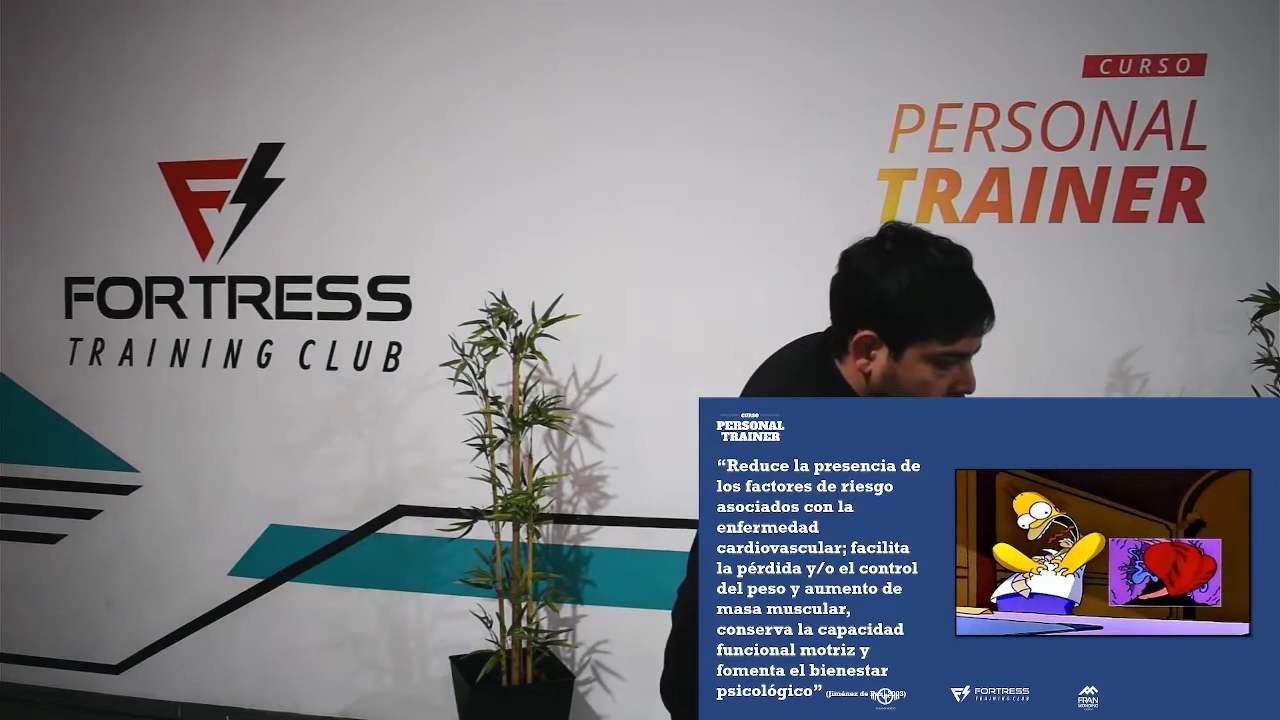 CURSO
PERSONAL
TRAINER
FORTRESS
TRAINING CLUB
CURSO
PERSONAL
TRAINER
“Reduce la presencia de
los factores de riesgo
asociados con la
enfermedad
cardiovascular; facilita
la pérdida y/o el control
del peso y aumento de
masa muscular,
conserva la capacidad
funcional motriz y
fomenta el bienestar
psicológico”
FORTRESS
TRAINING CLUB
FRAN